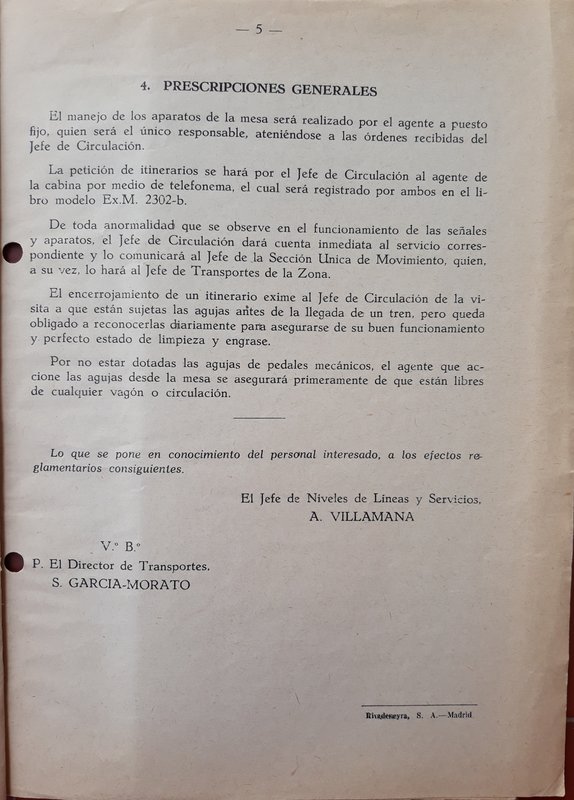 — 5 —
4. PRESCRIPCIONES GENERALES
El manejo de los aparatos de la mesa será realizado por el agente a puesto
fijo, quien será el único responsable, ateniéndose a las órdenes recibidas del
Jefe de Circulación.
La petición de itinerarios se hará por el Jefe de Circulación al agente de
la cabina por medio de telefonema, el cual será registrado por ambos en el li-
bro modelo Ex.M. 2302-b.
De toda anormalidad que se observe en el funcionamiento de las señales
y aparatos, el Jefe de Circulación dará cuenta inmediata al servicio corres-
pondiente y lo comunicará al Jefe de la Sección Unica de Movimiento, quien,
a su vez, lo hará al Jefe de Transportes de la Zona.
El encerrojamiento de un itinerario exime al Jefe de Circulación de la vi-
sita a que están sujetas las agujas antes de la llegada de un tren, pero queda
obligado a reconocerlas diariamente para asegurarse de su buen funcionamiento
y perfecto estado de limpieza y engrase.
Por no estar dotadas las agujas de pedales mecánicos, el agente que ac-
cione las agujas desde la mesa se asegurará primeramente de que están libres
de cualquier vagón o circulación.
Lo que se pone en conocimiento del personal interesado, a los efectos re-
glamentarios consiguientes.
El Jefe de Niveles de Líneas y Servicios,
A. VILLAMANA
V.º B.º
P. El Director de Transportes.
S. GARCIA-MORATO
Rivadeneyra, S. A.—Madrid